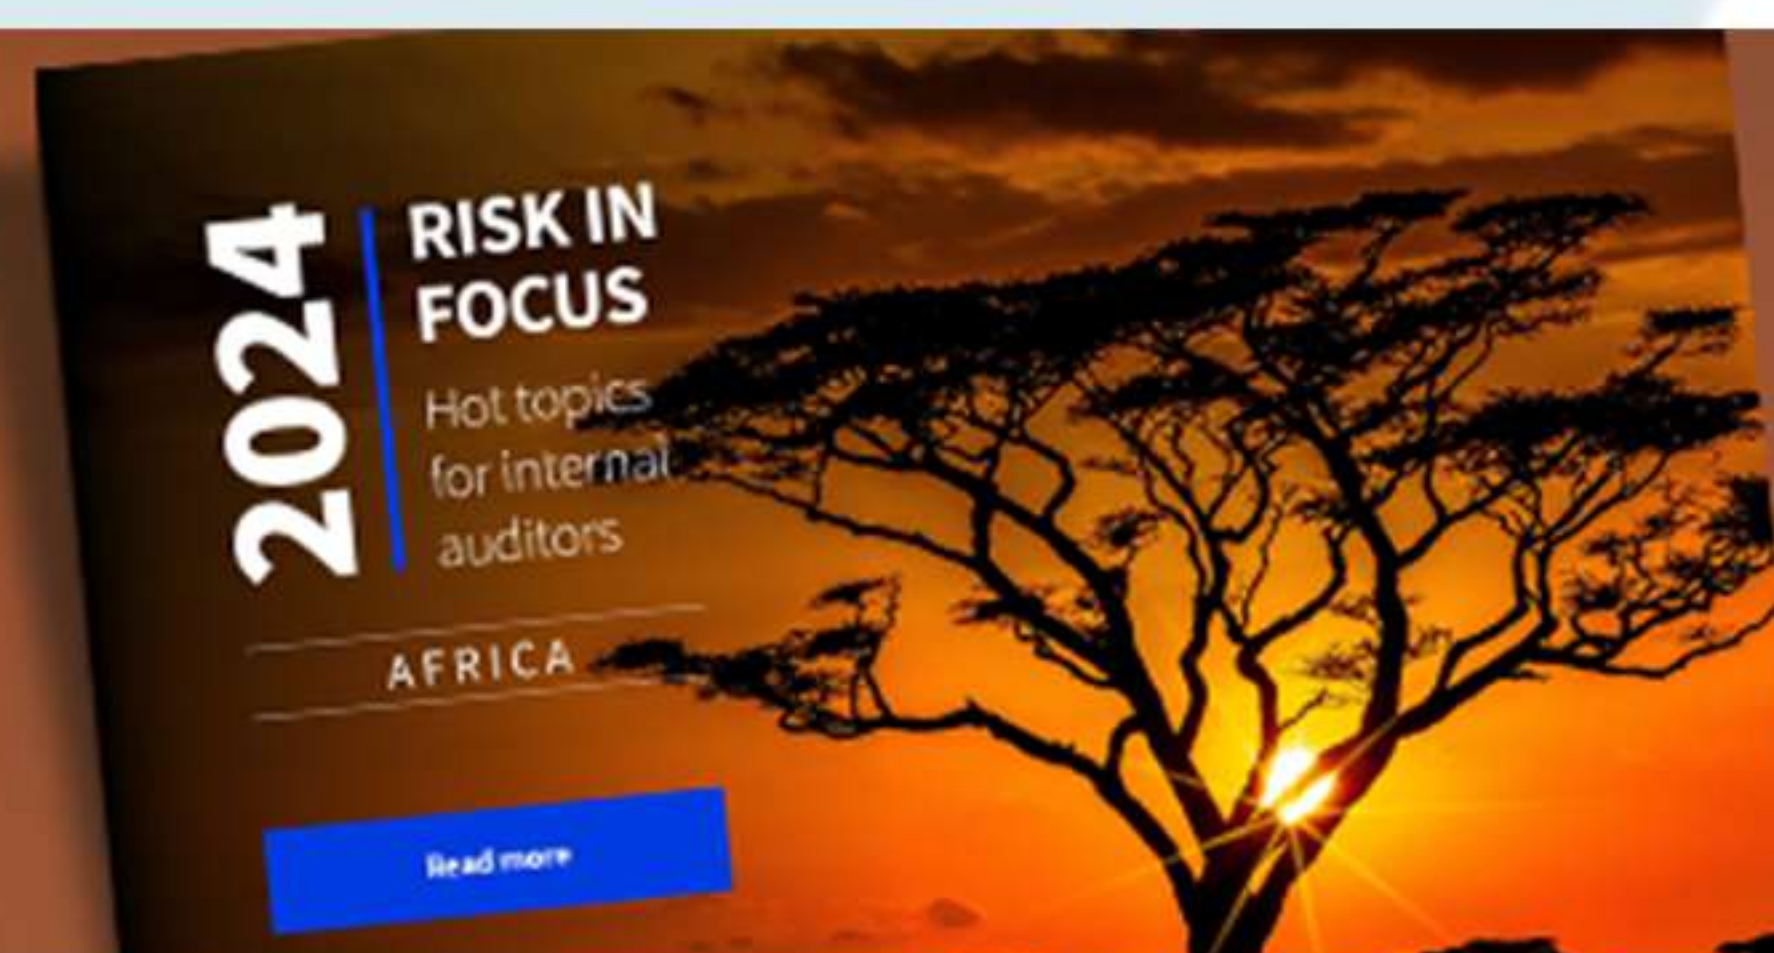 2024
RISK IN
FOCUS
Hot topics
for internal
auditors
AFRICA
Read more